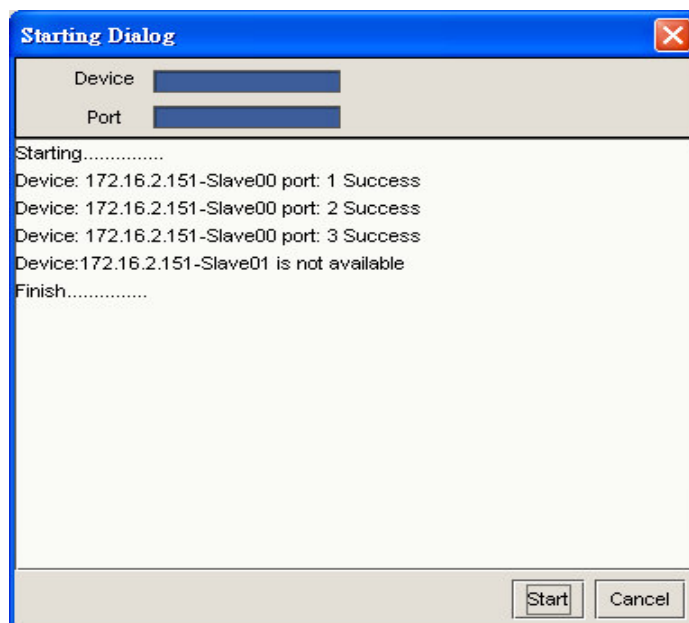 Starting Dialog
Device
Port
Starting...............
Device: 172.16.2.151-Slave00 port: 1 Success
Device: 172.16.2.151-Slave00 port: 2 Success
Device: 172.16.2.151-Slave00 port: 3 Success
Device:172.16.2.151-Slave01 is not available
Finish...............
Start
Cancel